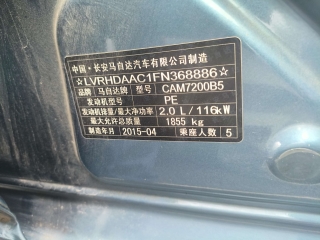 中国·长安马自达汽车有限公司制造
☆LVRHDAAC1FN368886☆
品牌 马自达牌 型号 CAM7200B5
发动机型号 PE
发动机排量/最大净功率 2.0 L / 116kW
最大允许总质量 1855 kg
制造年月 2015-04 乘座人数 5